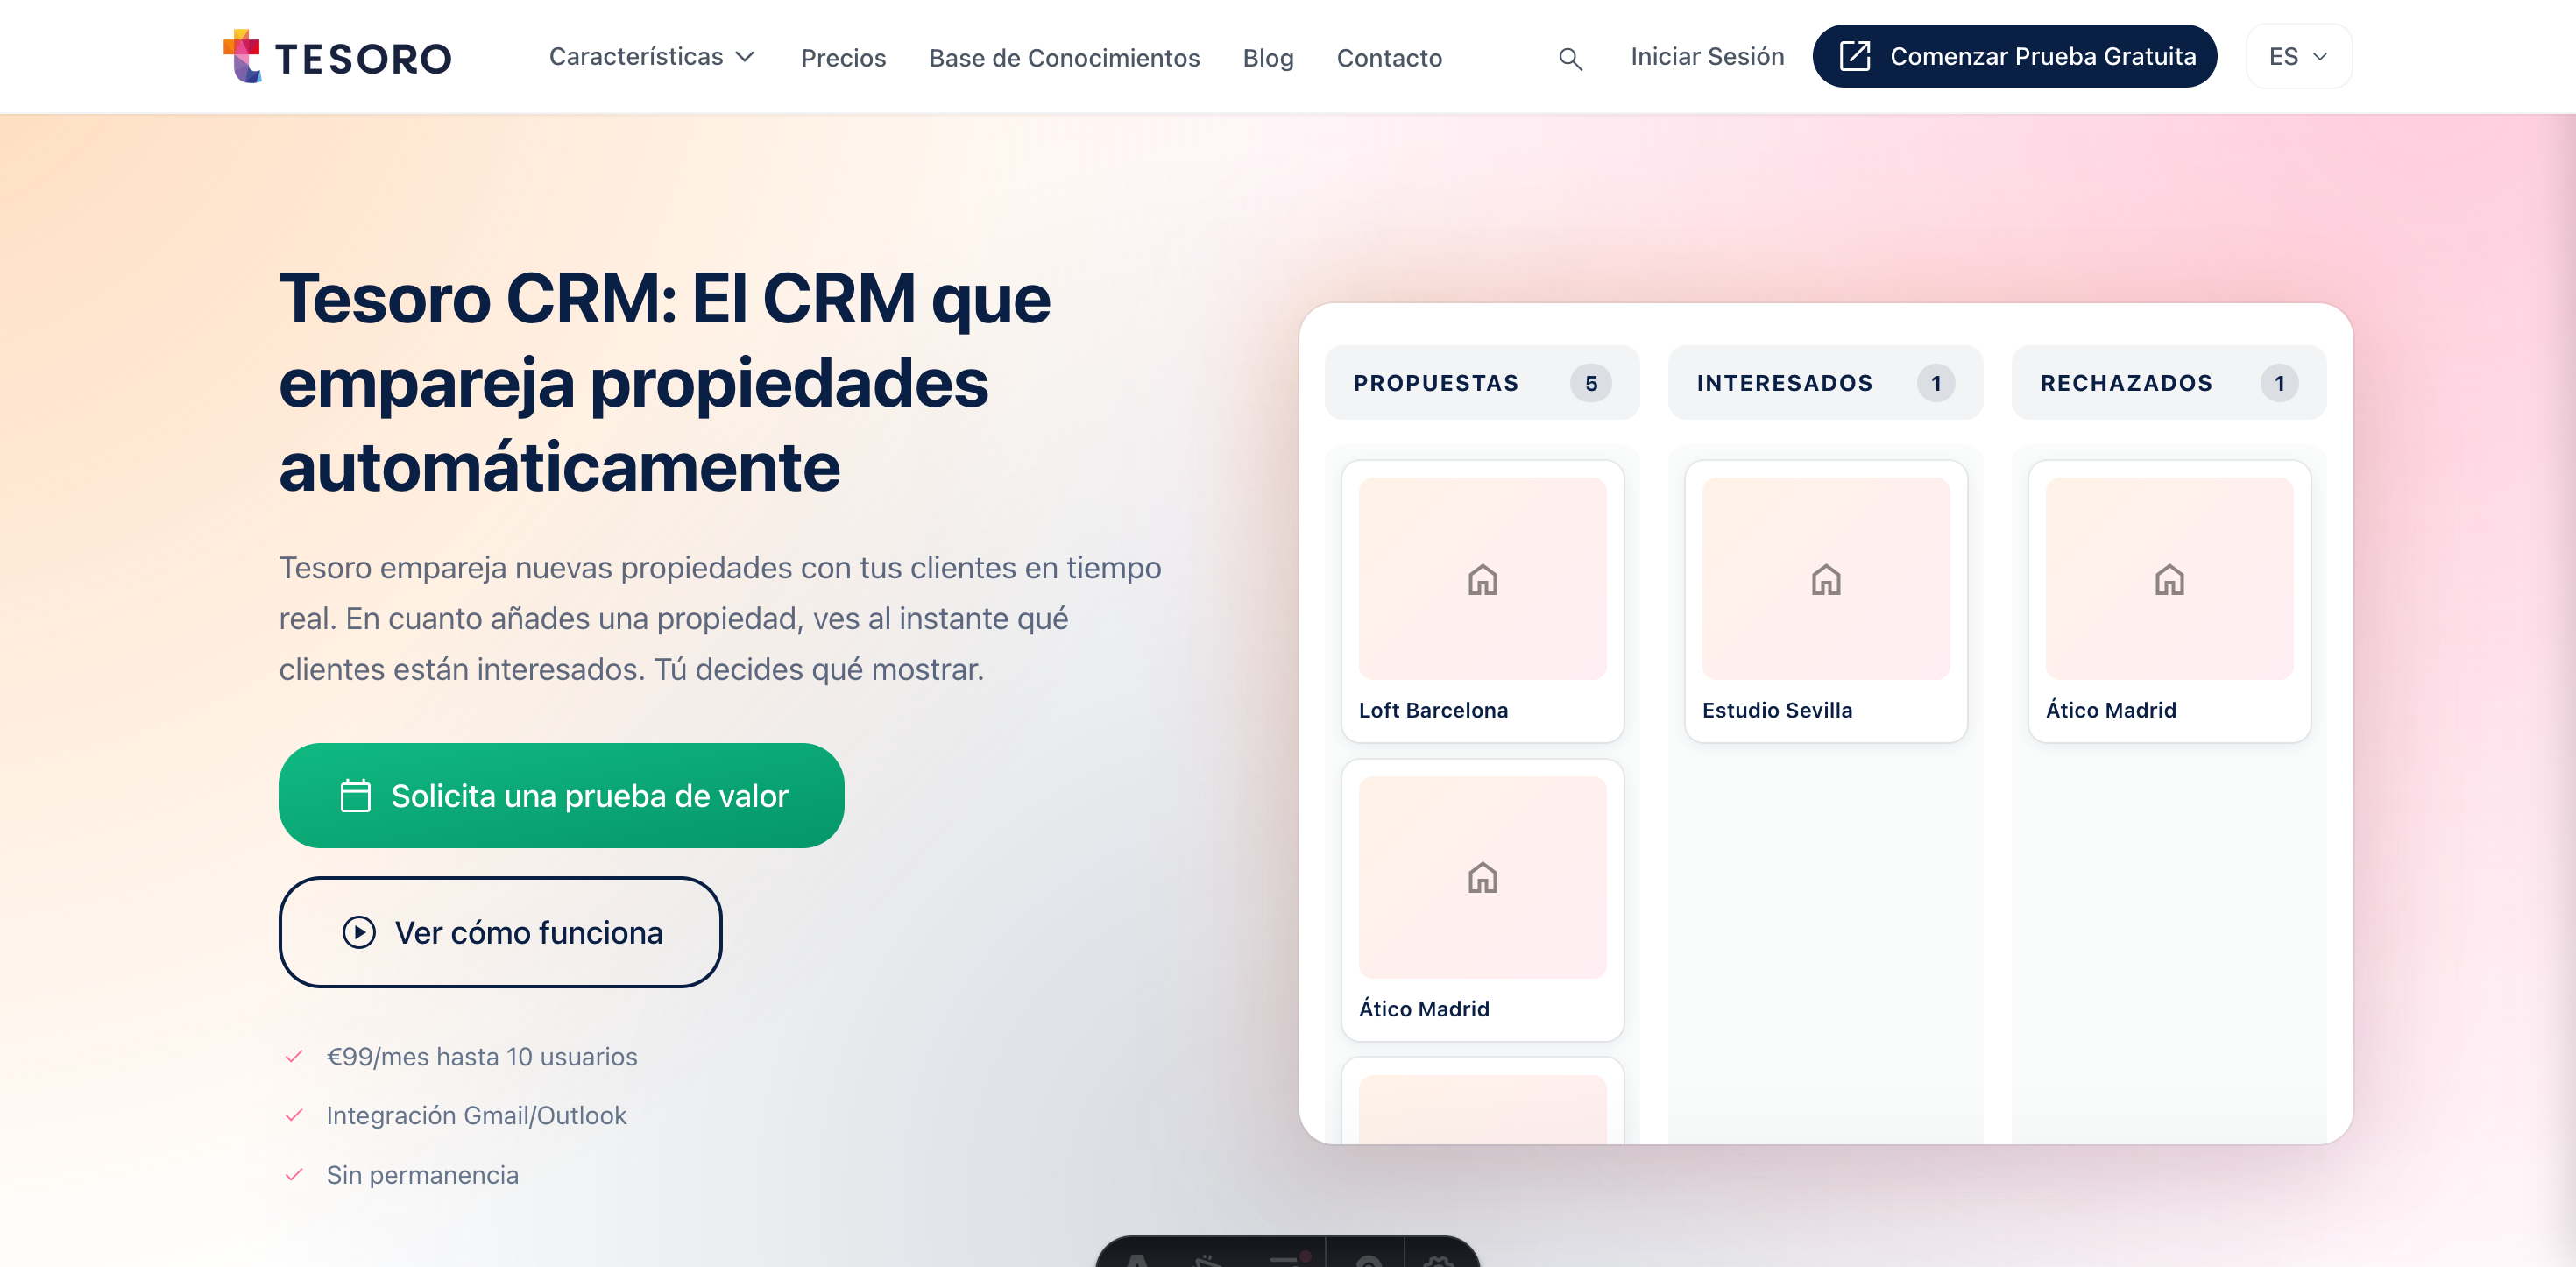 TESORO
Características
Precios
Base de Conocimientos
Blog
Contacto
Iniciar Sesión
Comenzar Prueba Gratuita
ES
Tesoro CRM: El CRM que
empareja propiedades
automáticamente
Tesoro empareja nuevas propiedades con tus clientes en tiempo
real. En cuanto añades una propiedad, ves al instante qué
clientes están interesados. Tú decides qué mostrar.
Solicita una prueba de valor
Ver cómo funciona
€99/mes hasta 10 usuarios
Integración Gmail/Outlook
Sin permanencia
PROPUESTAS 5
Loft Barcelona
Ático Madrid
INTERESADOS 1
Estudio Sevilla
RECHAZADOS 1
Ático Madrid